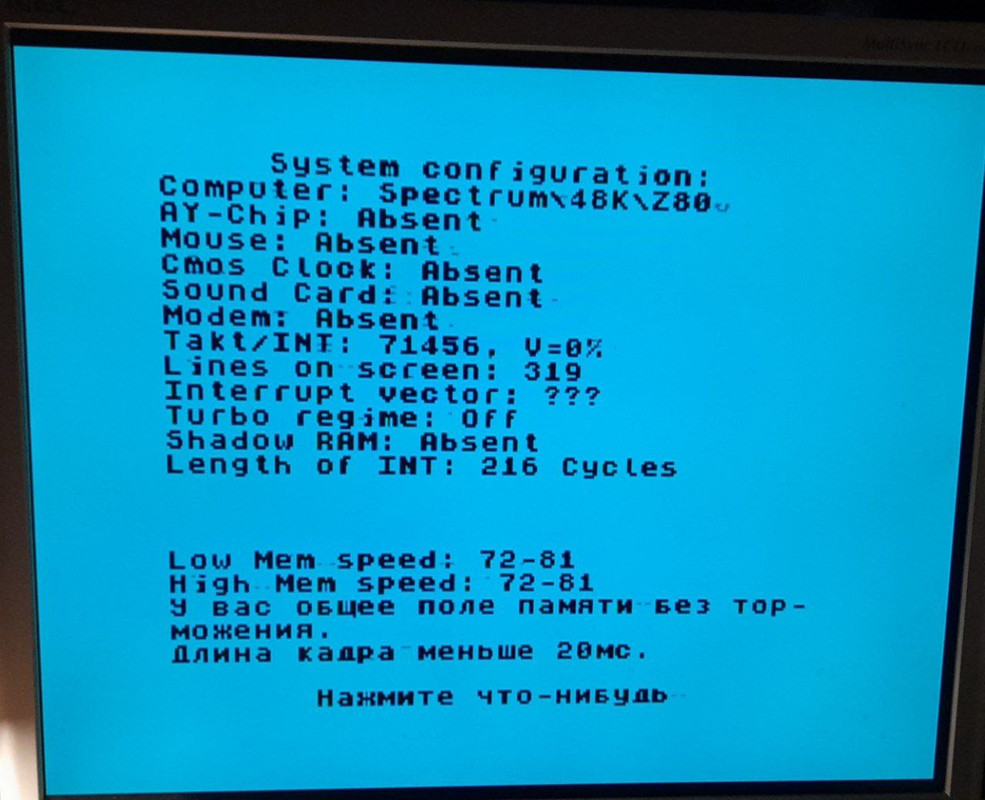 MultiSync LCD
System configuration:
Computer: Spectrum\48K\Z80
AY-Chip: Absent
Mouse: Absent
Cmos Clock: Absent
Sound Card: Absent
Modem: Absent
Takt/INT: 71456, V=0%
Lines on screen: 319
Interrupt vector: ???
Turbo regime: Off
Shadow RAM: Absent
Length of INT: 216 Cycles
Low Mem speed: 72-81
High Mem speed: 72-81
У вас общее поле памяти без тор-
можения.
Длина кадра меньше 20мс.
Нажмите что-нибудь